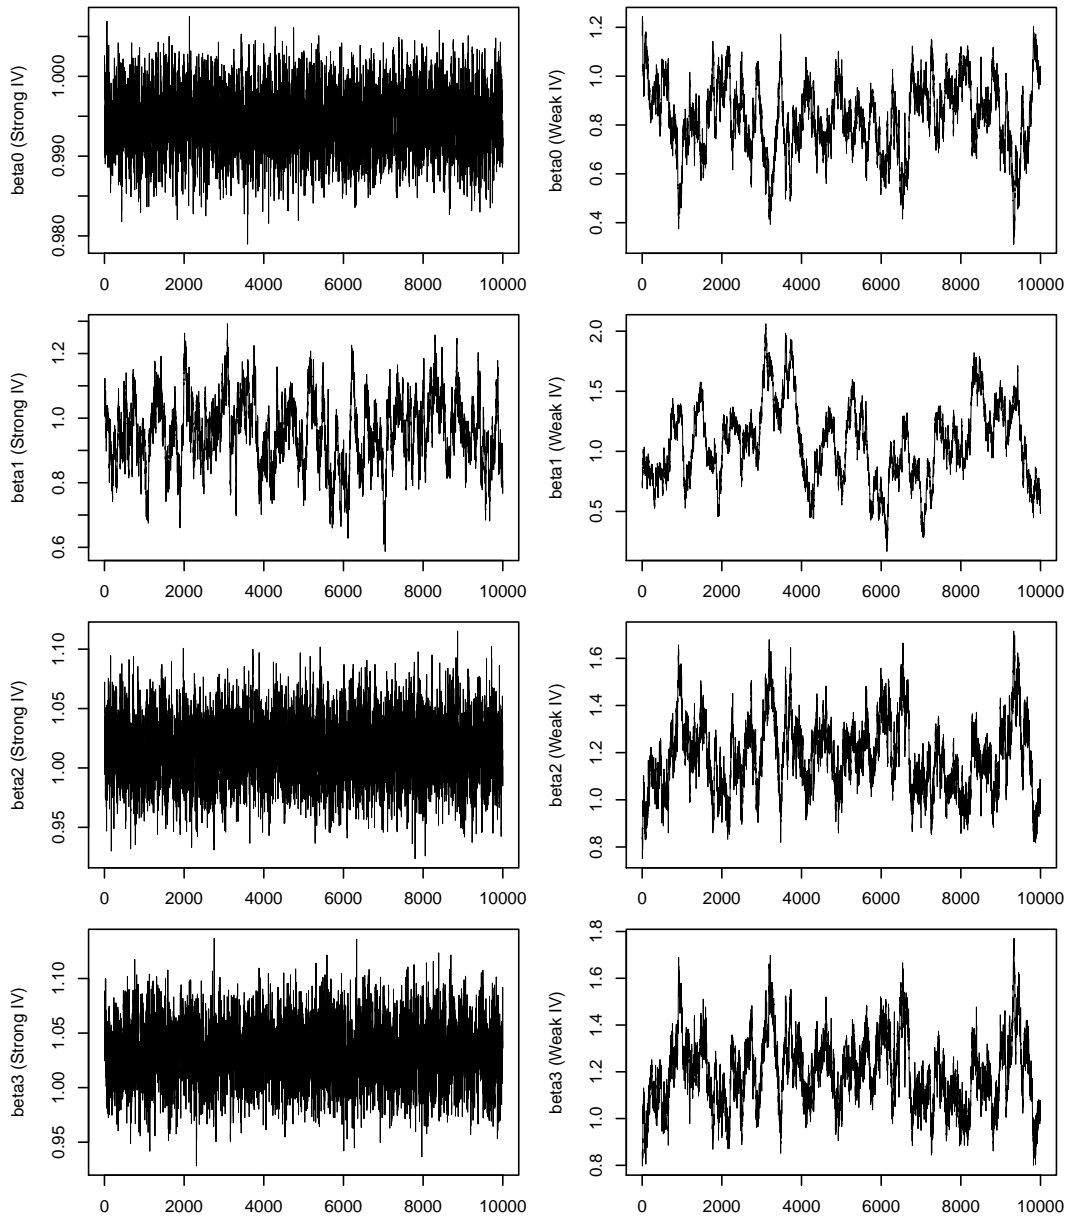 beta0 (Strong IV)
0.980 0.990 1.000
0 2000 4000 6000 8000 10000
beta0 (Weak IV)
0.4 0.6 0.8 1.0 1.2
0 2000 4000 6000 8000 10000
beta1 (Strong IV)
0.6 0.8 1.0 1.2
0 2000 4000 6000 8000 10000
beta1 (Weak IV)
0.5 1.0 1.5 2.0
0 2000 4000 6000 8000 10000
beta2 (Strong IV)
0.95 1.00 1.05 1.10
0 2000 4000 6000 8000 10000
beta2 (Weak IV)
0.8 1.0 1.2 1.4 1.6
0 2000 4000 6000 8000 10000
beta3 (Strong IV)
0.95 1.00 1.05 1.10
0 2000 4000 6000 8000 10000
beta3 (Weak IV)
0.8 1.0 1.2 1.4 1.6 1.8
0 2000 4000 6000 8000 10000